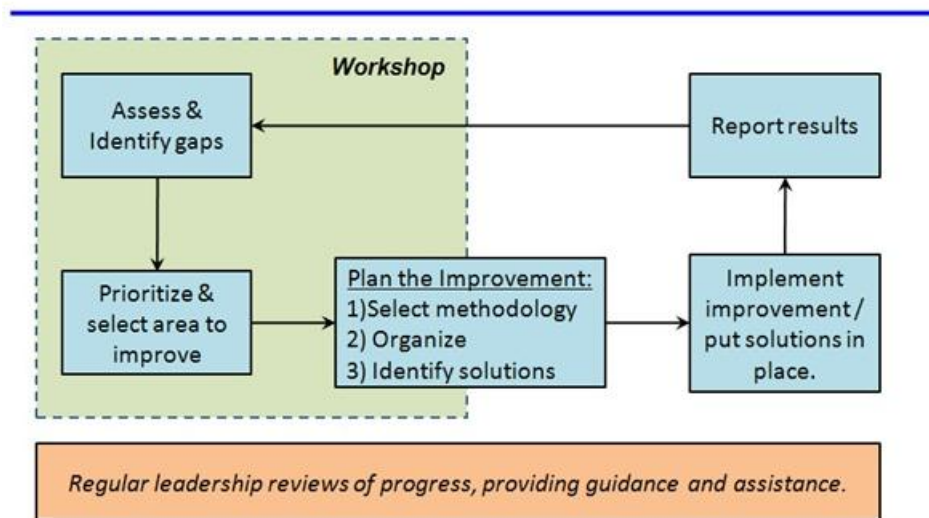 Workshop
Assess &
Identify gaps
Report results
Prioritize &
select area to
improve
Plan the Improvement:
1)Select methodology
2) Organize
3) Identify solutions
Implement
improvement/
put solutions in
place.
Regular leadership reviews of progress, providing guidance and assistance.